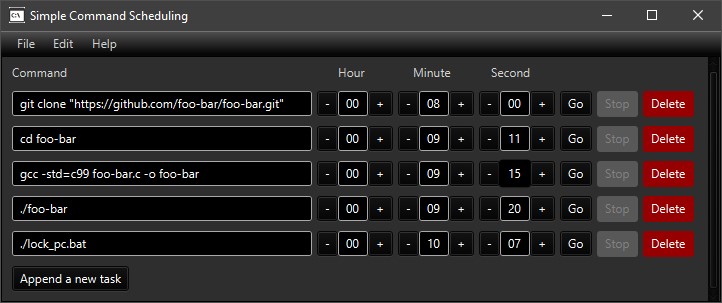 Simple Command Scheduling
File Edit Help
Command Hour Minute Second
git clone "https://github.com/foo-bar/foo-bar.git" - 00 + - 08 + - 00 + Go Stop Delete
cd foo-bar - 00 + - 09 + - 11 + Go Stop Delete
gcc -std=c99 foo-bar.c -o foo-bar - 00 + - 09 + - 15 + Go Stop Delete
./foo-bar - 00 + - 09 + - 20 + Go Stop Delete
./lock_pc.bat - 00 + - 10 + - 07 + Go Stop Delete
Append a new task